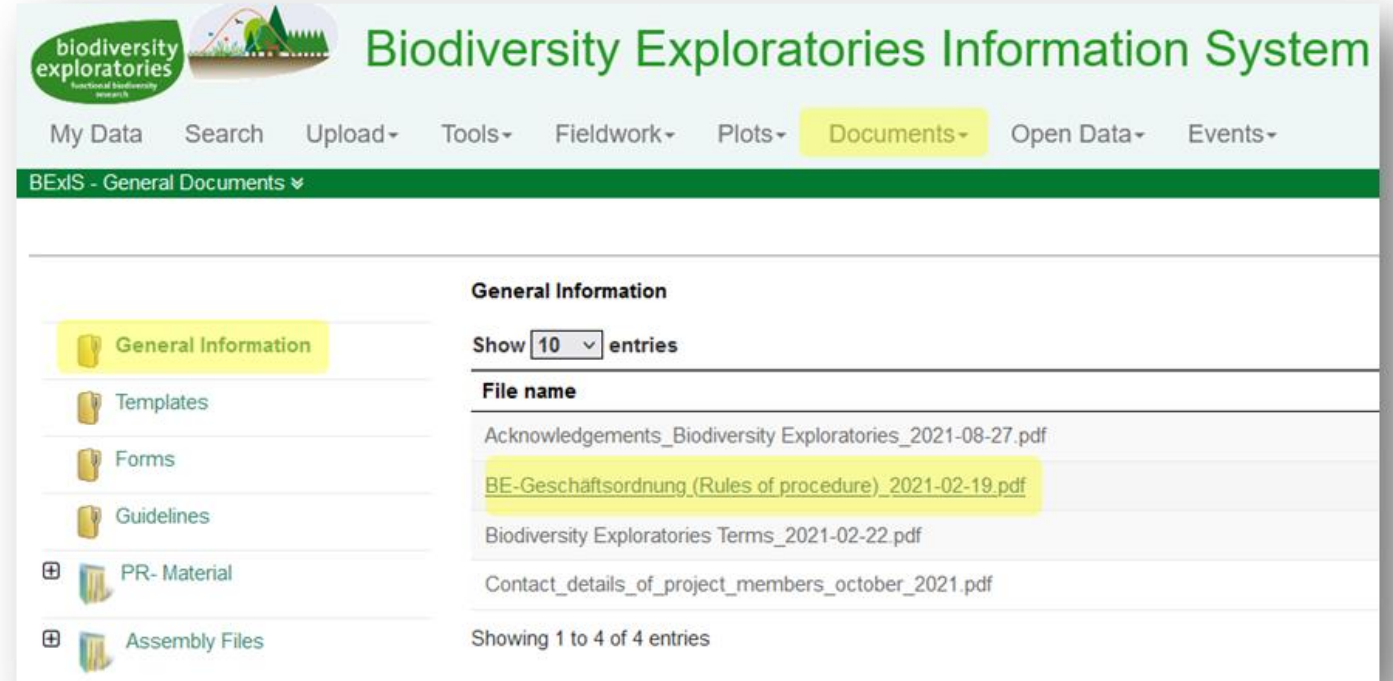 biodiversity
exploratories
functional biodiversity
research
Biodiversity Exploratories Information System
My Data Search Upload Tools Fieldwork Plots Documents Open Data Events
BExIS - General Documents
General Information
Templates
Forms
Guidelines
PR- Material
Assembly Files
General Information
Show 10 entries
File name
Acknowledgements_Biodiversity Exploratories_2021-08-27.pdf
BE-Geschäftsordnung (Rules of procedure)_2021-02-19.pdf
Biodiversity Exploratories Terms_2021-02-22.pdf
Contact_details_of_project_members_october_2021.pdf
Showing 1 to 4 of 4 entries